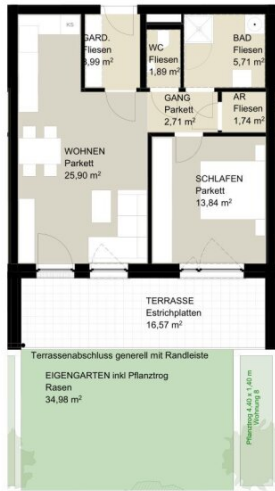 GARD.
Fliesen
3,99 m²
WC
Fliesen
1,89 m²
BAD
Fliesen
5,71 m²
GANG
Parkett
2,71 m²
AR
Fliesen
1,74 m²
WOHNEN
Parkett
25,90 m²
SCHLAFEN
Parkett
13,84 m²
TERRASSE
Estrichplatten
16,57 m²
Terrassenabschluss generell mit Randleiste
EIGENGARTEN inkl Pflanztrog
Rasen
34,98 m²
Pflanztrog 4,40 x 1,40 m
Wohnung 8